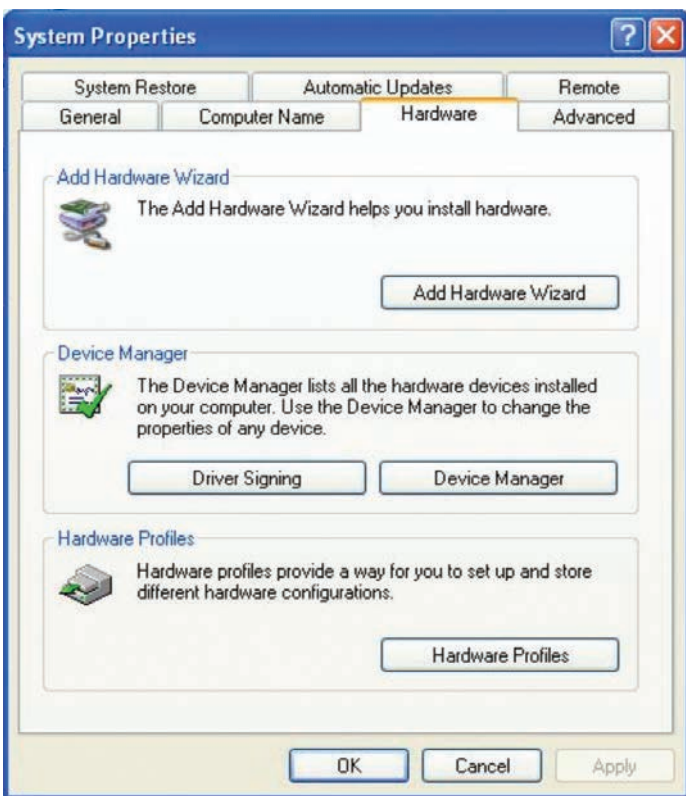 System Properties
System Restore
Automatic Updates
Remote
General
Computer Name
Hardware
Advanced
Add Hardware Wizard
The Add Hardware Wizard helps you install hardware.
Add Hardware Wizard
Device Manager
The Device Manager lists all the hardware devices installed
on your computer. Use the Device Manager to change the
properties of any device.
Driver Signing
Device Manager
Hardware Profiles
Hardware profiles provide a way for you to set up and store
different hardware configurations.
Hardware Profiles
OK
Cancel
Apply